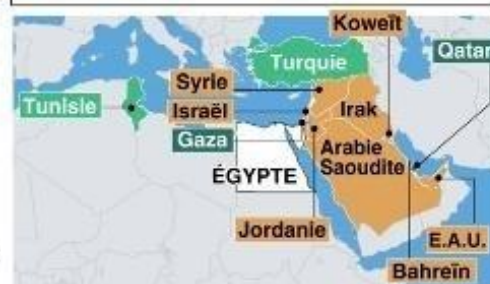 Koweït
Qatar
Turquie
Syrie
Tunisie
Israël
Irak
Gaza
Arabie
Saoudite
ÉGYPTE
Jordanie
E.A.U.
Bahreïn